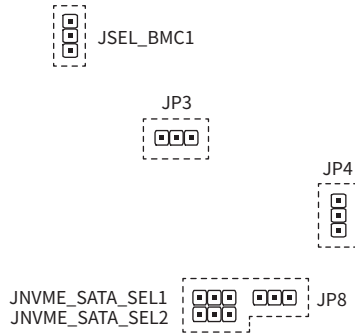 JSEL_BMC1
JP3
JP4
JNVME_SATA_SEL1
JNVME_SATA_SEL2
JP8